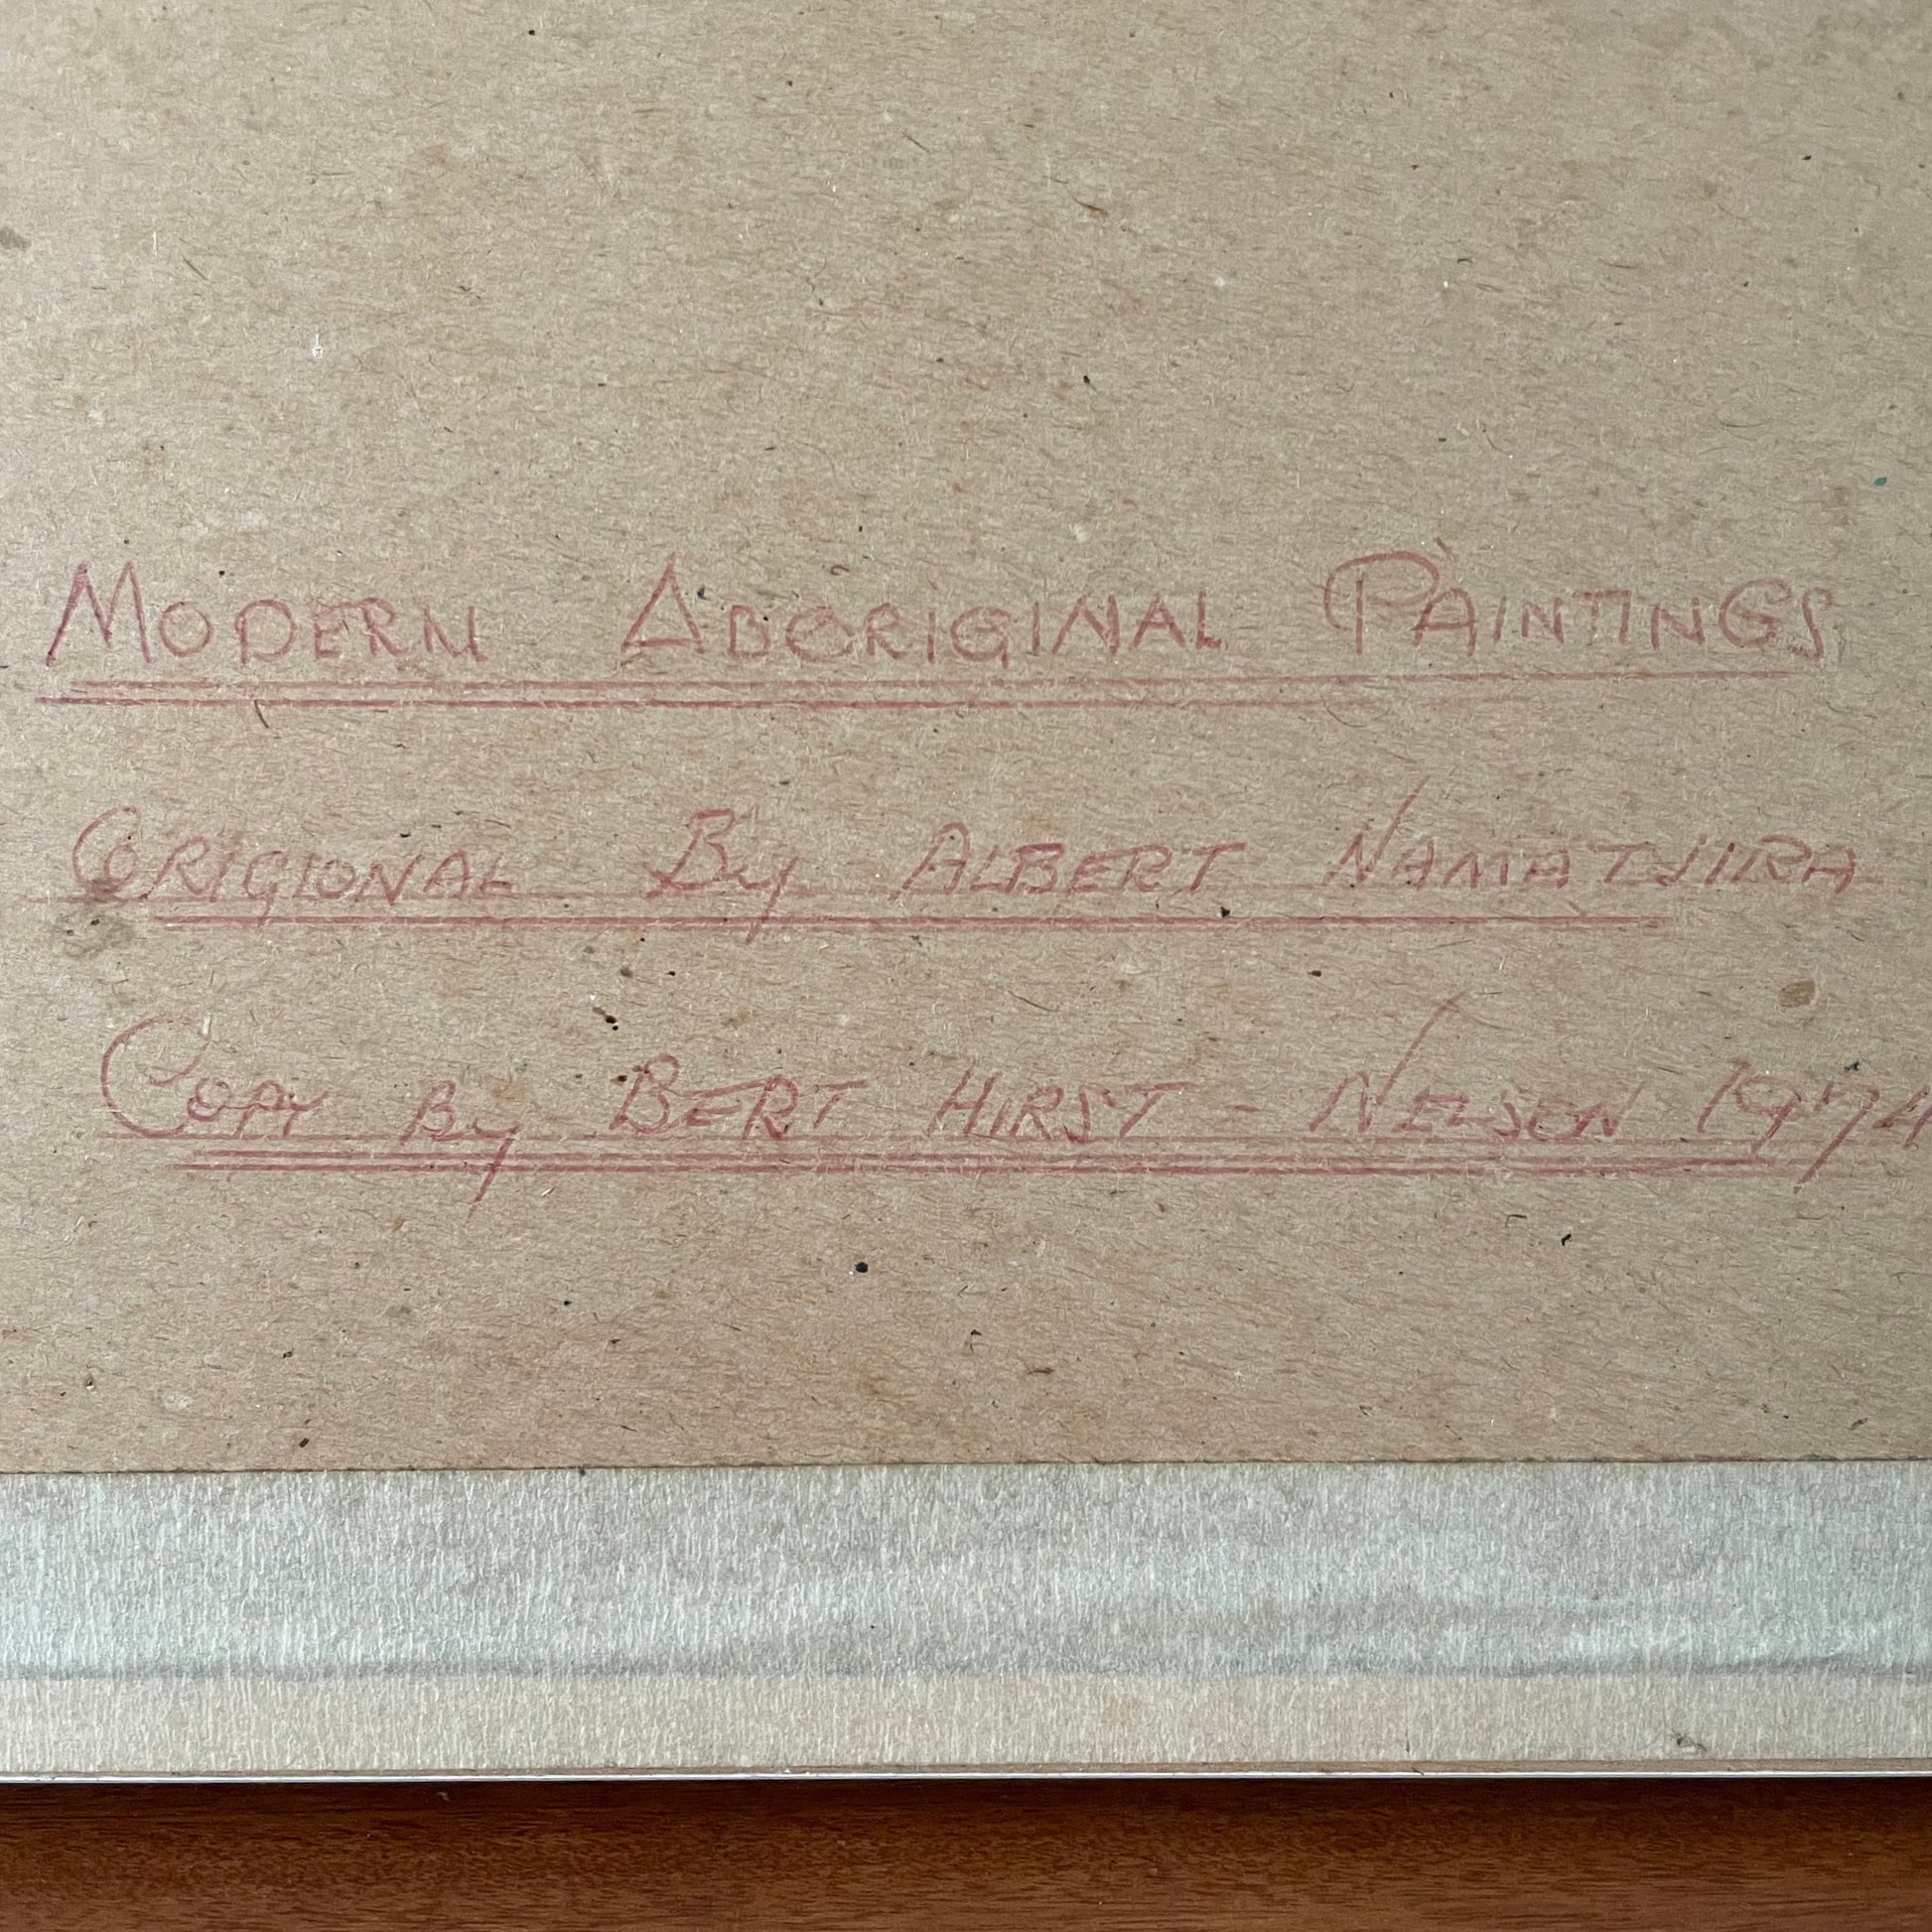 MODERN ABORIGINAL PAINTINGS
ORIGIONAL By ALBERT NAMATJIRA
COPY By BERT HIRST - NELSON 1974